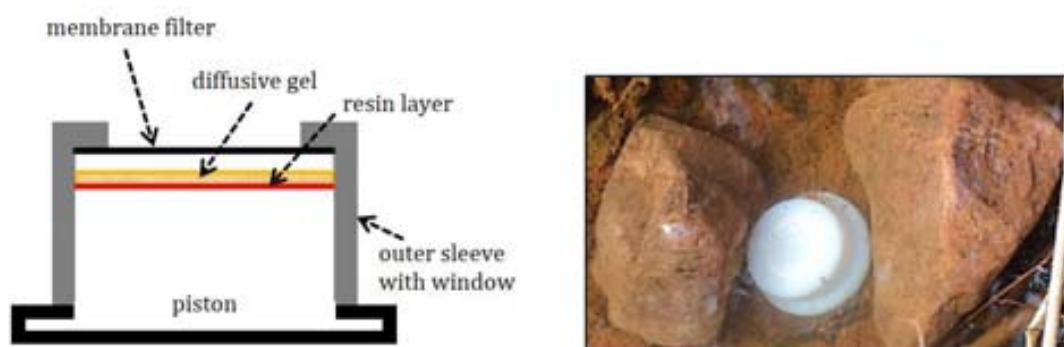 membrane filter
diffusive gel
resin layer
outer sleeve
with window
piston